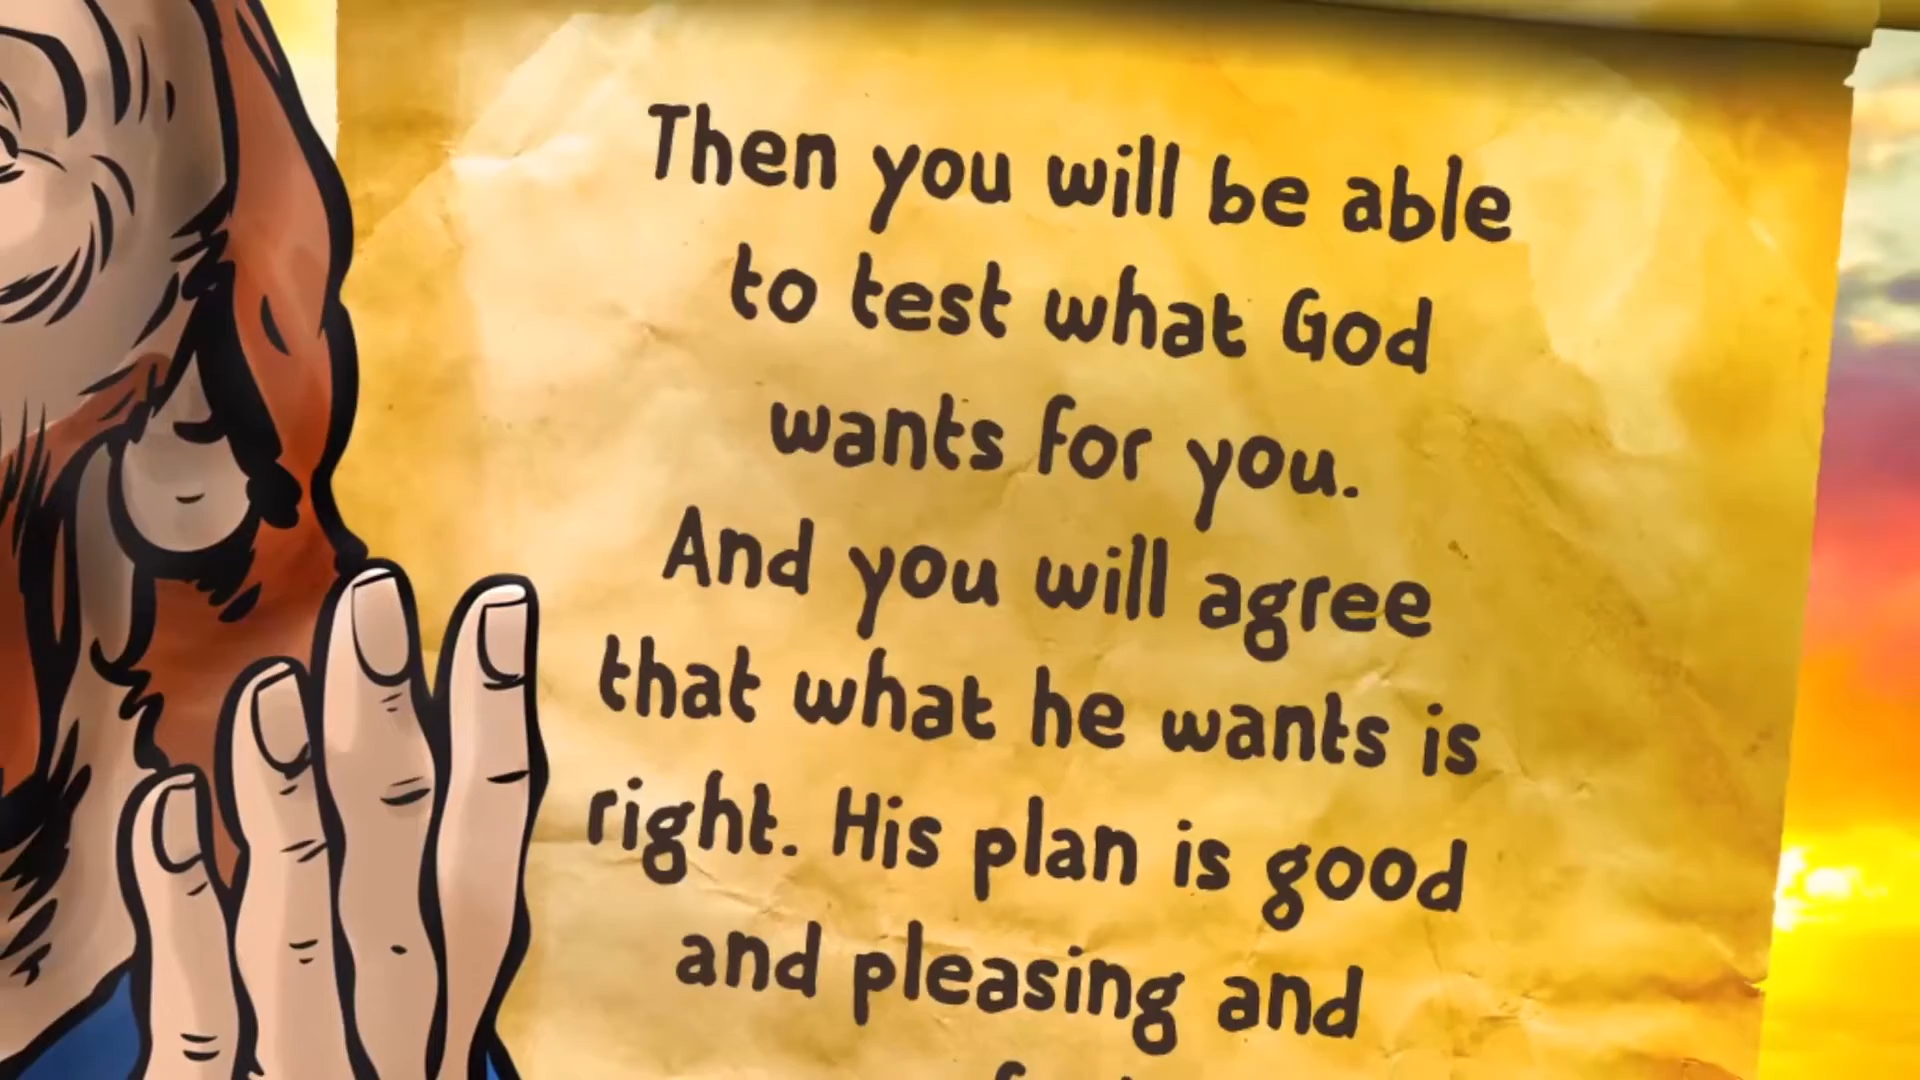 Then you will be able
to test what God
wants for you.
And you will agree
that what he wants is
right. His plan is good
and pleasing and